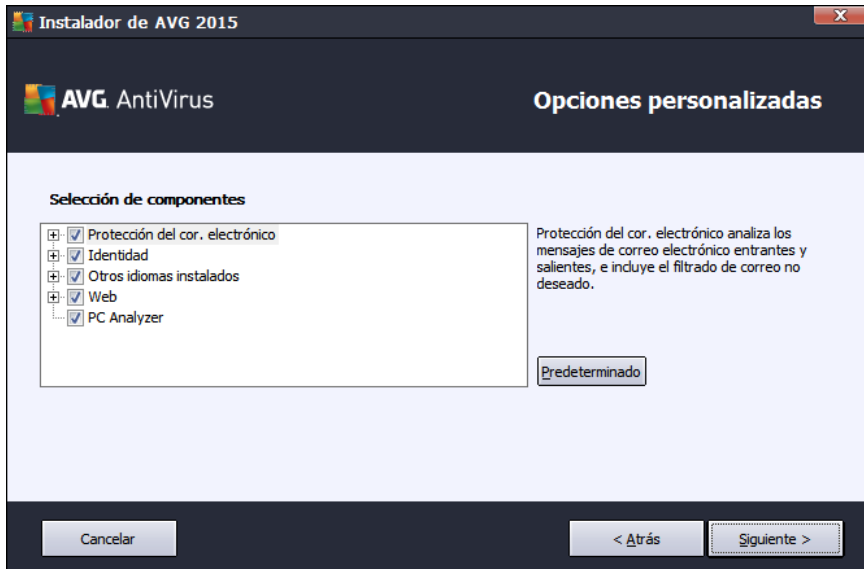 Instalador de AVG 2015
X
AVG. AntiVirus
Opciones personalizadas
Selección de componentes
Protección del cor. electrónico
Identidad
Otros idiomas instalados
Web
PC Analyzer
Protección del cor. electrónico analiza los
mensajes de correo electrónico entrantes y
salientes, e incluye el filtrado de correo no
deseado.
Predeterminado
Cancelar
< Atrás
Siguiente >